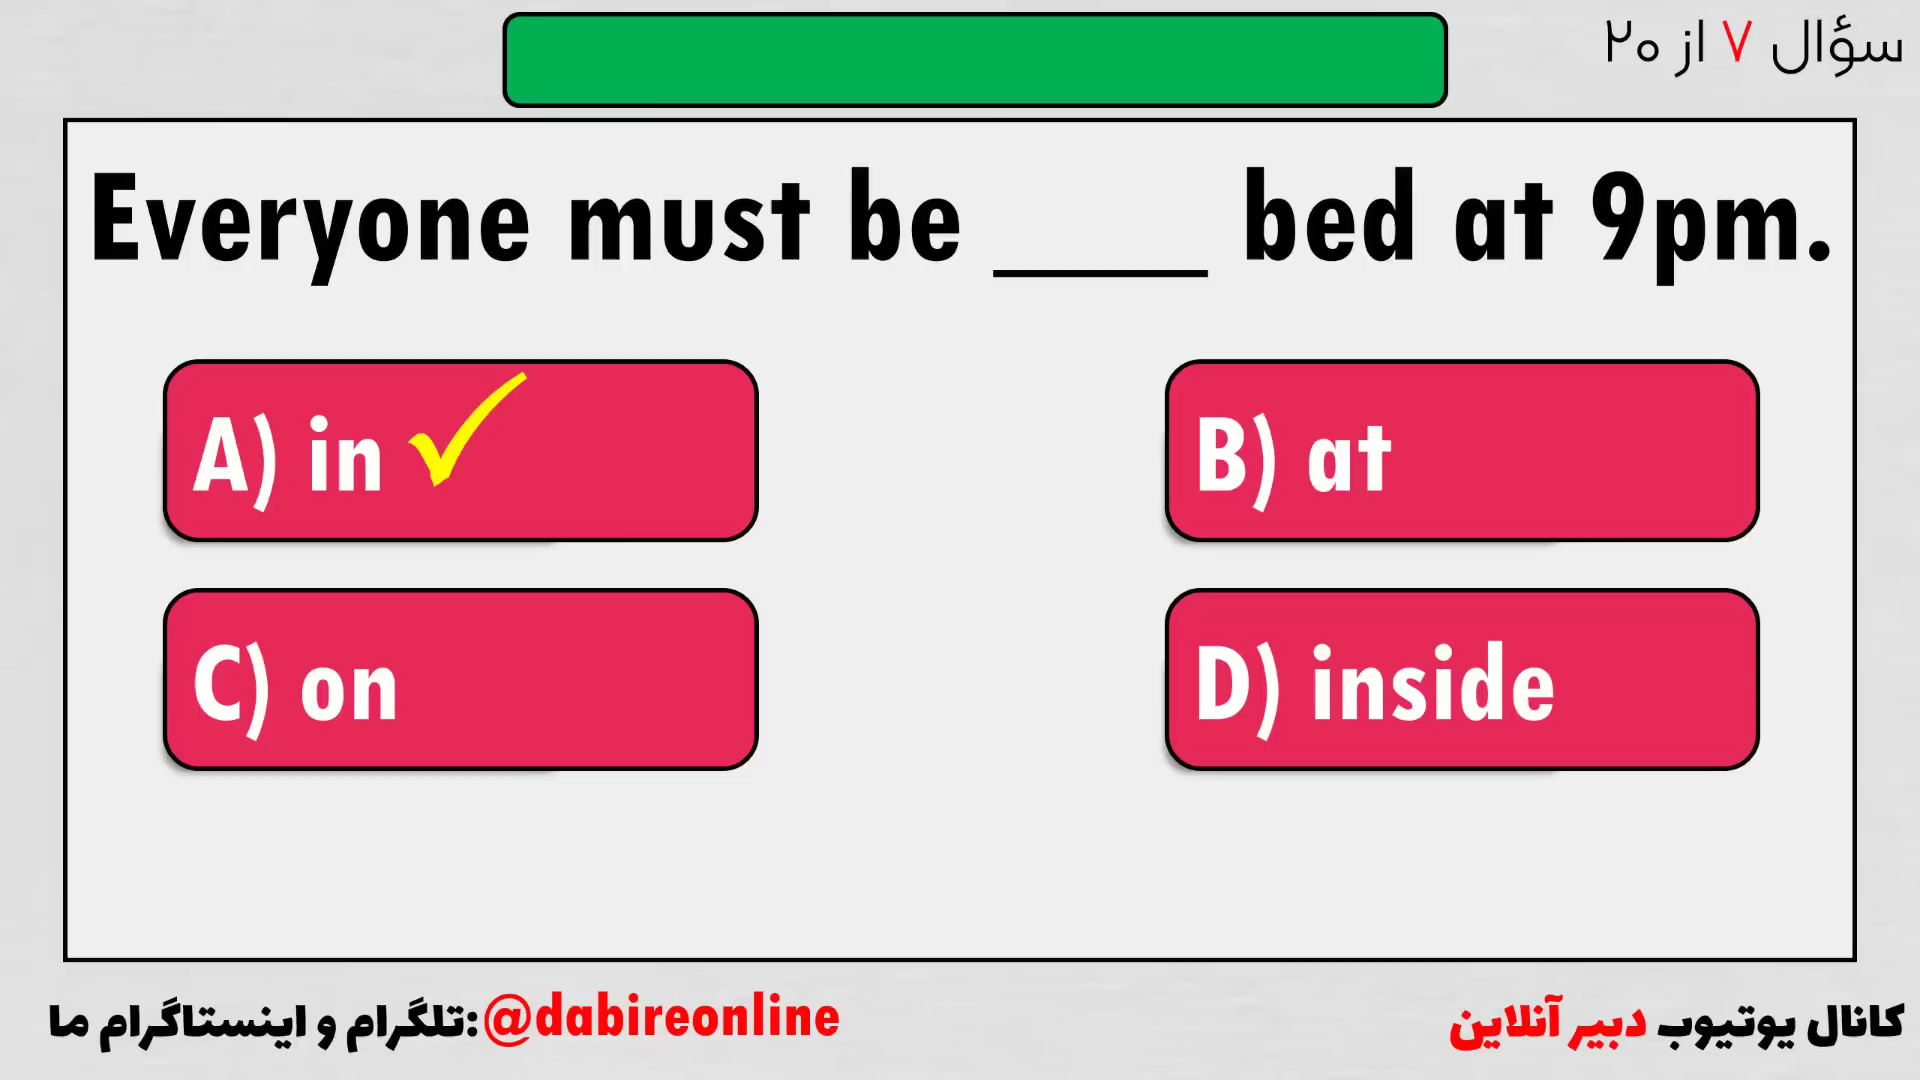 سؤال ۷ از ۲۰
Everyone must be ____ bed at 9pm.
A) in
B) at
C) on
D) inside
کانال یوتیوب دبیر آنلاین
تلگرام و اینستاگرام ما: @dabireonline